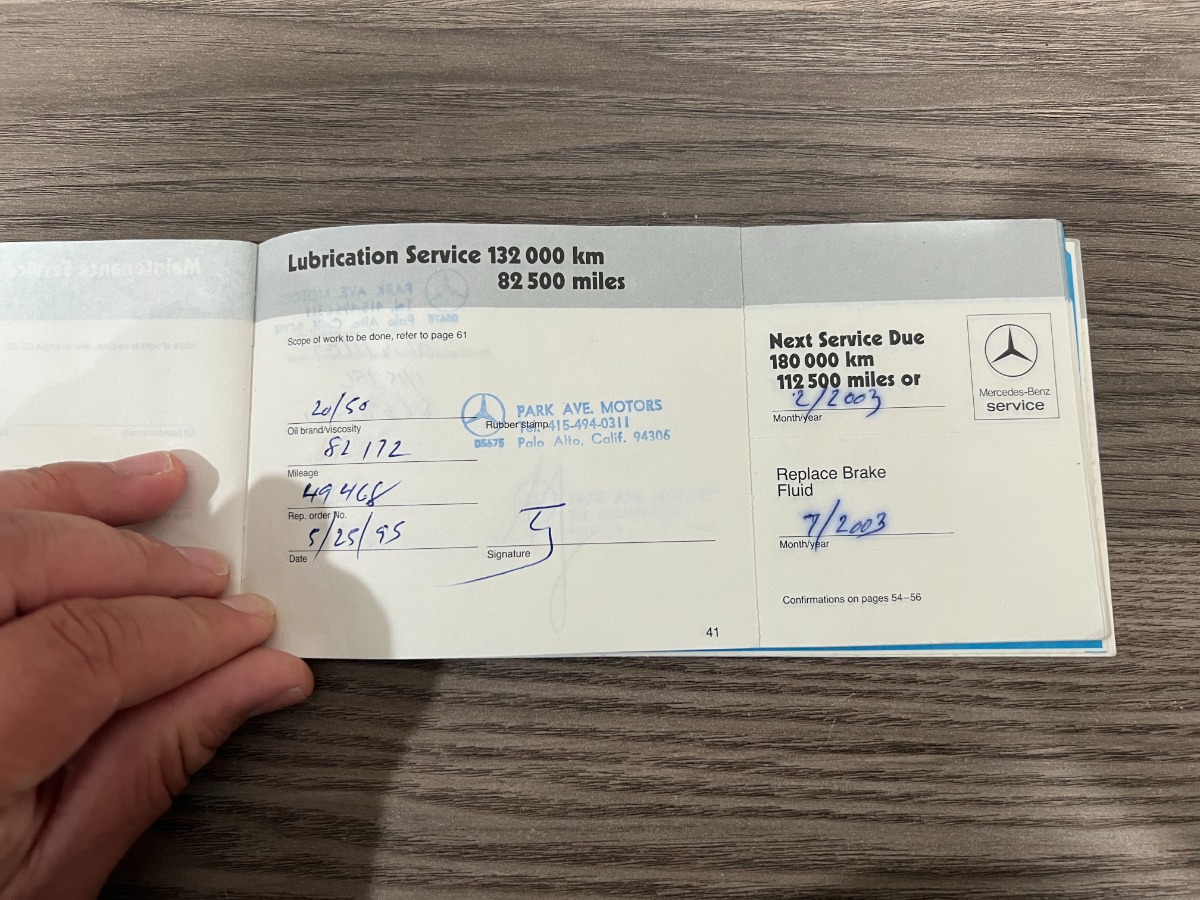 Lubrication Service 132 000 km
82 500 miles
Scope of work to be done, refer to page 61
20/50
Oil brand/viscosity
82172
Mileage
49468
Rep. order No.
5/25/95
Date
PARK AVE. MOTORS
Rubber stamp
Tel. 415-494-0311
05675 Palo Alto, Calif. 94306
Signature
41
Next Service Due
180 000 km
112 500 miles or
2/2003
Month/year
Replace Brake
Fluid
7/2003
Month/year
Confirmations on pages 54–56
Mercedes-Benz
service